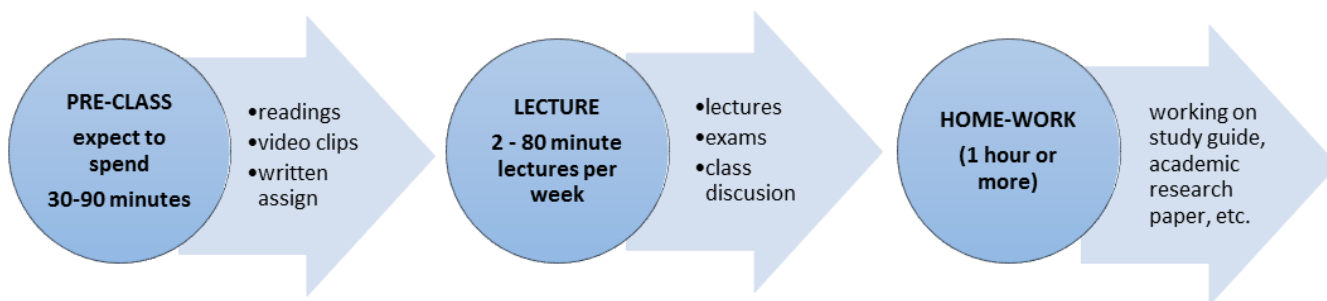 PRE-CLASS
expect to
spend
30-90 minutes
•readings
•video clips
•written
assign
LECTURE
2 - 80 minute
lectures per
week
•lectures
•exams
•class
discusion
HOME-WORK
(1 hour or
more)
working on
study guide,
academic
research
paper, etc.